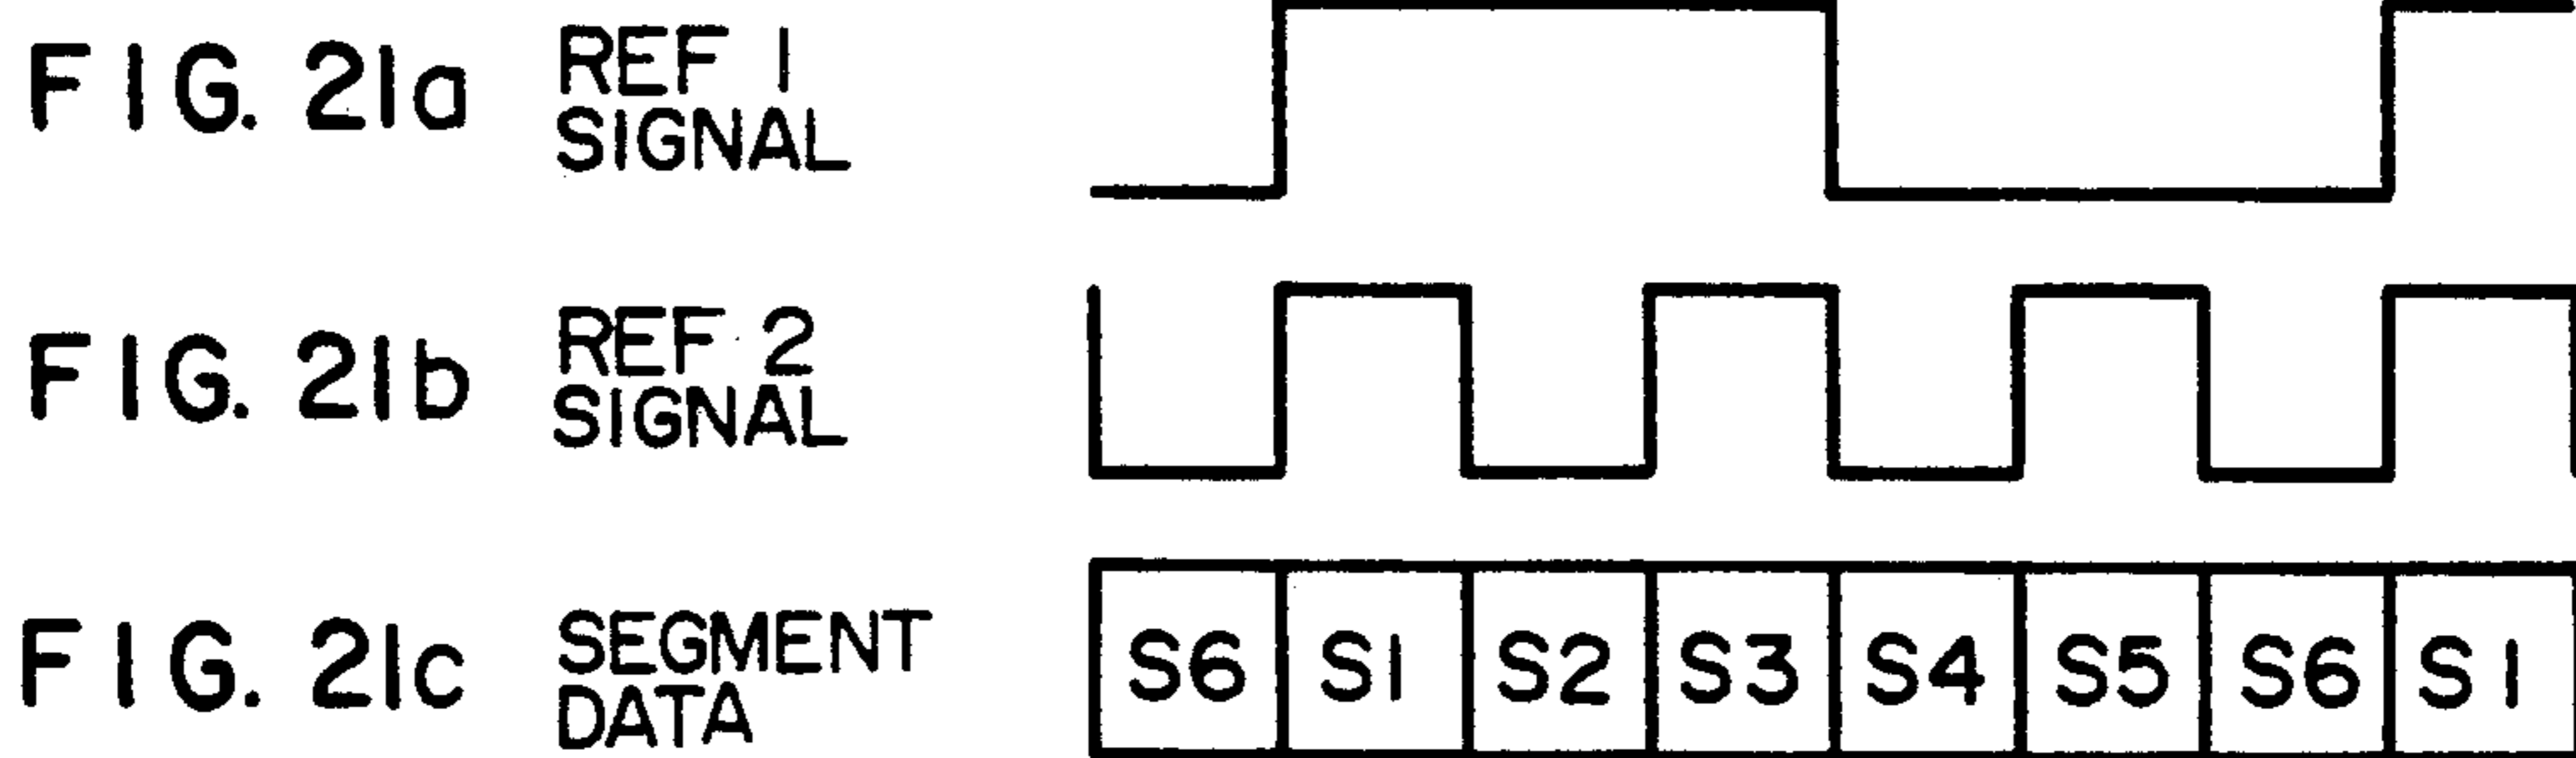 FIG. 21a REF 1
SIGNAL
FIG. 21b REF 2
SIGNAL
FIG. 21c SEGMENT
DATA
S6 S1 S2 S3 S4 S5 S6 S1